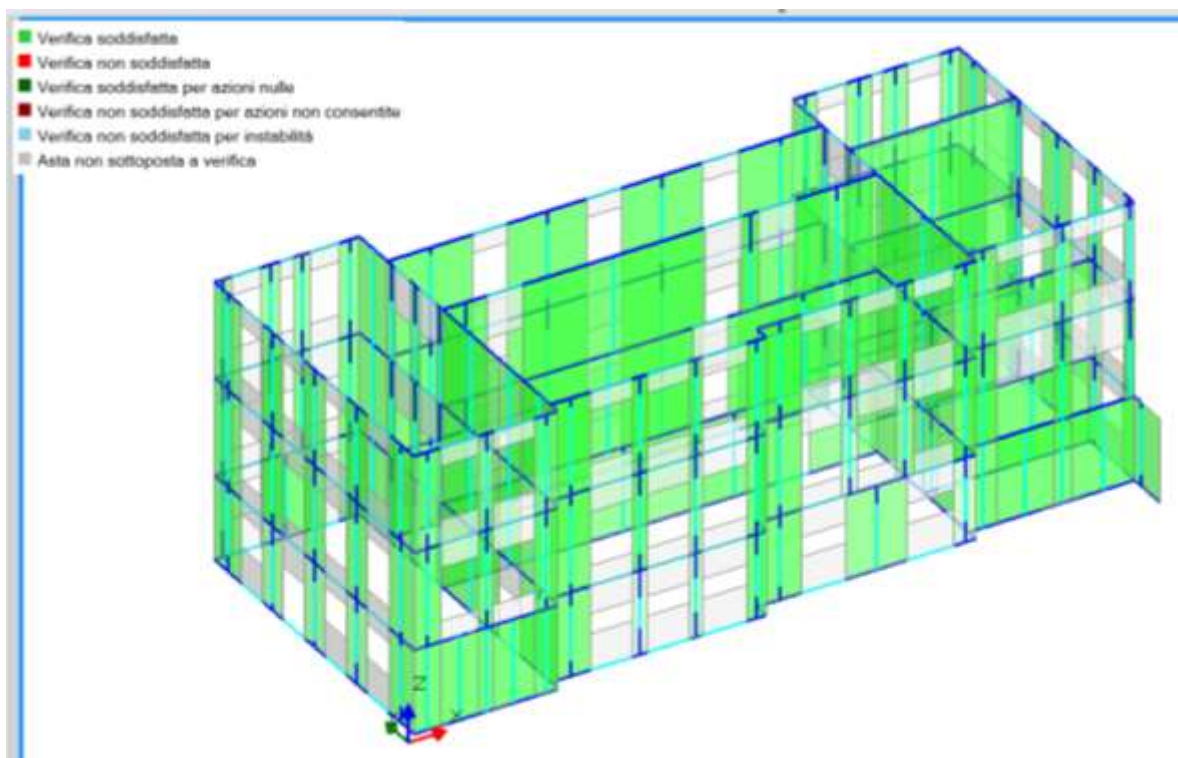 Verifica soddisfatta
Verifica non soddisfatta
Verifica soddisfatta per azioni nulle
Verifica non soddisfatta per azioni non consentite
Verifica non soddisfatta per instabilità
Asta non sottoposta a verifica
Z